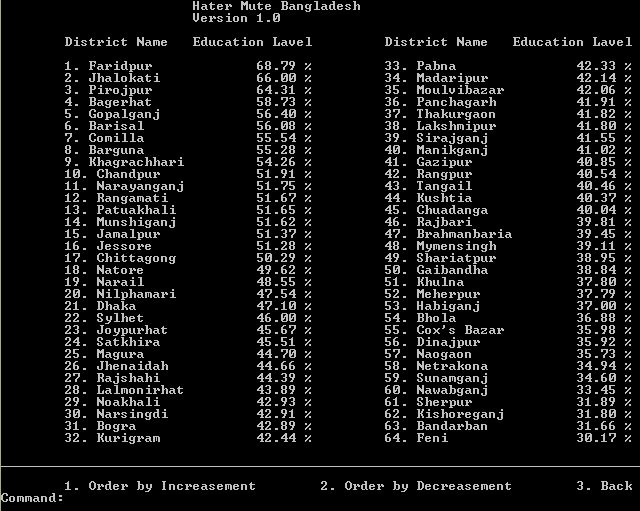 Hater Mute Bangladesh
Version 1.0
District Name Education Lavel District Name Education Lavel
1. Faridpur 68.79 % 33. Pabna 42.33 %
2. Jhalokati 66.00 % 34. Madaripur 42.14 %
3. Pirojpur 64.31 % 35. Moulvibazar 42.06 %
4. Bagerhat 58.73 % 36. Panchagarh 41.91 %
5. Gopalganj 56.40 % 37. Thakurgaon 41.82 %
6. Barisal 56.08 % 38. Lakshmipur 41.80 %
7. Comilla 55.54 % 39. Sirajganj 41.55 %
8. Barguna 55.28 % 40. Manikganj 41.02 %
9. Khagrachhari 54.26 % 41. Gazipur 40.85 %
10. Chandpur 51.91 % 42. Rangpur 40.54 %
11. Narayanganj 51.75 % 43. Tangail 40.46 %
12. Rangamati 51.67 % 44. Kushtia 40.37 %
13. Patuakhali 51.65 % 45. Chuadanga 40.04 %
14. Munshiganj 51.62 % 46. Rajbari 39.81 %
15. Jamalpur 51.37 % 47. Brahmanbaria 39.45 %
16. Jessore 51.28 % 48. Mymensingh 39.11 %
17. Chittagong 50.29 % 49. Shariatpur 38.95 %
18. Natore 49.62 % 50. Gaibandha 38.84 %
19. Narail 48.55 % 51. Khulna 37.80 %
20. Nilphamari 47.54 % 52. Meherpur 37.79 %
21. Dhaka 47.10 % 53. Habiganj 37.00 %
22. Sylhet 46.00 % 54. Bhola 36.88 %
23. Joypurhat 45.67 % 55. Cox's Bazar 35.98 %
24. Satkhira 45.51 % 56. Dinajpur 35.92 %
25. Magura 44.70 % 57. Naogaon 35.73 %
26. Jhenaidah 44.66 % 58. Netrakona 34.94 %
27. Rajshahi 44.39 % 59. Sunamganj 34.60 %
28. Lalmonirhat 43.89 % 60. Nawabganj 33.45 %
29. Noakhali 42.93 % 61. Sherpur 31.89 %
30. Narsingdi 42.91 % 62. Kishoreganj 31.80 %
31. Bogra 42.89 % 63. Bandarban 31.66 %
32. Kurigram 42.44 % 64. Feni 30.17 %
1. Order by Increasement 2. Order by Decreasement 3. Back
Command: